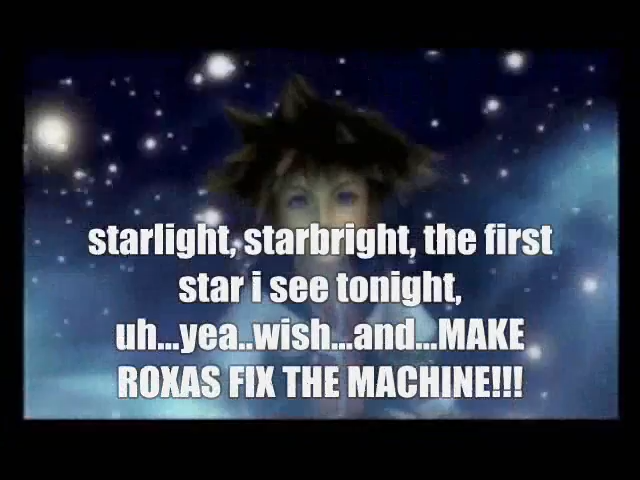 starlight, starbright, the first
star i see tonight,
uh...yea..wish...and...MAKE
ROXAS FIX THE MACHINE!!!